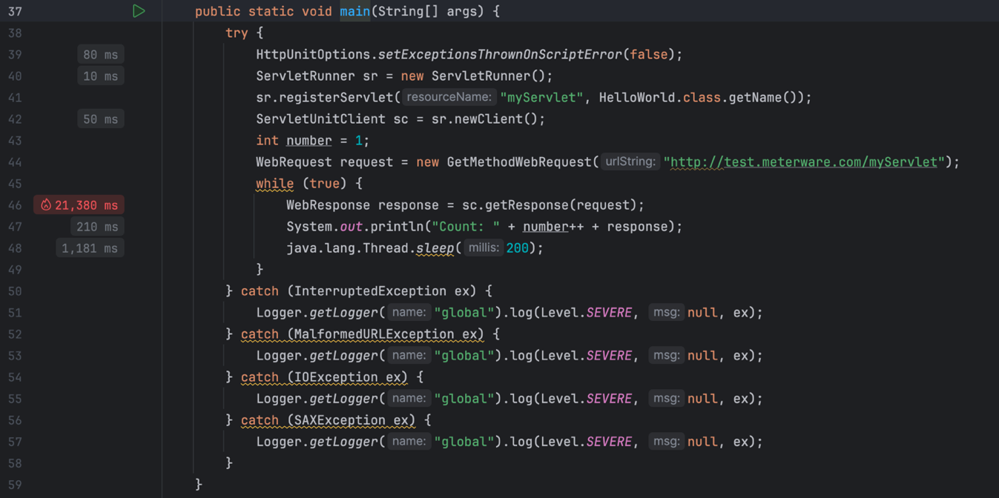 37 public static void main(String[] args) {
38 try {
39 80 ms HttpUnitOptions.setExceptionsThrownOnScriptError(false);
40 10 ms ServletRunner sr = new ServletRunner();
41 sr.registerServlet( resourceName: "myServlet", HelloWorld.class.getName());
42 50 ms ServletUnitClient sc = sr.newClient();
43 int number = 1;
44 WebRequest request = new GetMethodWebRequest( urlString: "http://test.meterware.com/myServlet");
45 while (true) {
46 21,380 ms WebResponse response = sc.getResponse(request);
47 210 ms System.out.println("Count: " + number++ + response);
48 1,181 ms java.lang.Thread.sleep( millis: 200);
49 }
50 } catch (InterruptedException ex) {
51 Logger.getLogger( name: "global").log(Level.SEVERE, msg: null, ex);
52 } catch (MalformedURLException ex) {
53 Logger.getLogger( name: "global").log(Level.SEVERE, msg: null, ex);
54 } catch (IOException ex) {
55 Logger.getLogger( name: "global").log(Level.SEVERE, msg: null, ex);
56 } catch (SAXException ex) {
57 Logger.getLogger( name: "global").log(Level.SEVERE, msg: null, ex);
58 }
59 }